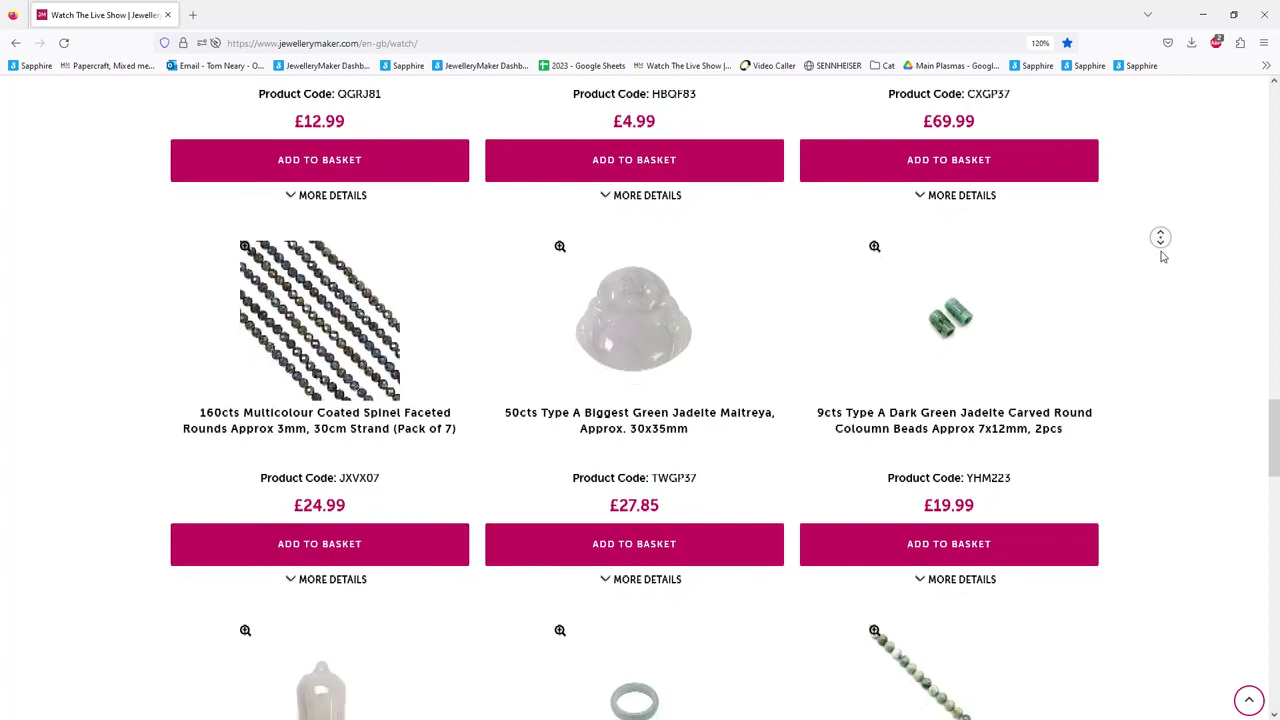 JM Watch The Live Show | Jeweller
https://www.jewellerymaker.com/en-gb/watch/
120%
ABP
2
Sapphire
Papercraft, Mixed me...
Email - Tom Neary - O...
JewelleryMaker Dashb...
Sapphire
JewelleryMaker Dashb...
2023 - Google Sheets
Watch The Live Show |...
Video Caller
SENNHEISER
Cat
Main Plasmas - Googl...
Sapphire
Sapphire
Sapphire
Product Code: QGRJ81
Product Code: HBQF83
Product Code: CXGP37
£12.99
£4.99
£69.99
ADD TO BASKET
ADD TO BASKET
ADD TO BASKET
MORE DETAILS
MORE DETAILS
MORE DETAILS
160cts Multicolour Coated Spinel Faceted
Rounds Approx 3mm, 30cm Strand (Pack of 7)
50cts Type A Biggest Green Jadeite Maitreya,
Approx. 30x35mm
9cts Type A Dark Green Jadeite Carved Round
Coloumn Beads Approx 7x12mm, 2pcs
Product Code: JXVX07
Product Code: TWGP37
Product Code: YHM223
£24.99
£27.85
£19.99
ADD TO BASKET
ADD TO BASKET
ADD TO BASKET
MORE DETAILS
MORE DETAILS
MORE DETAILS